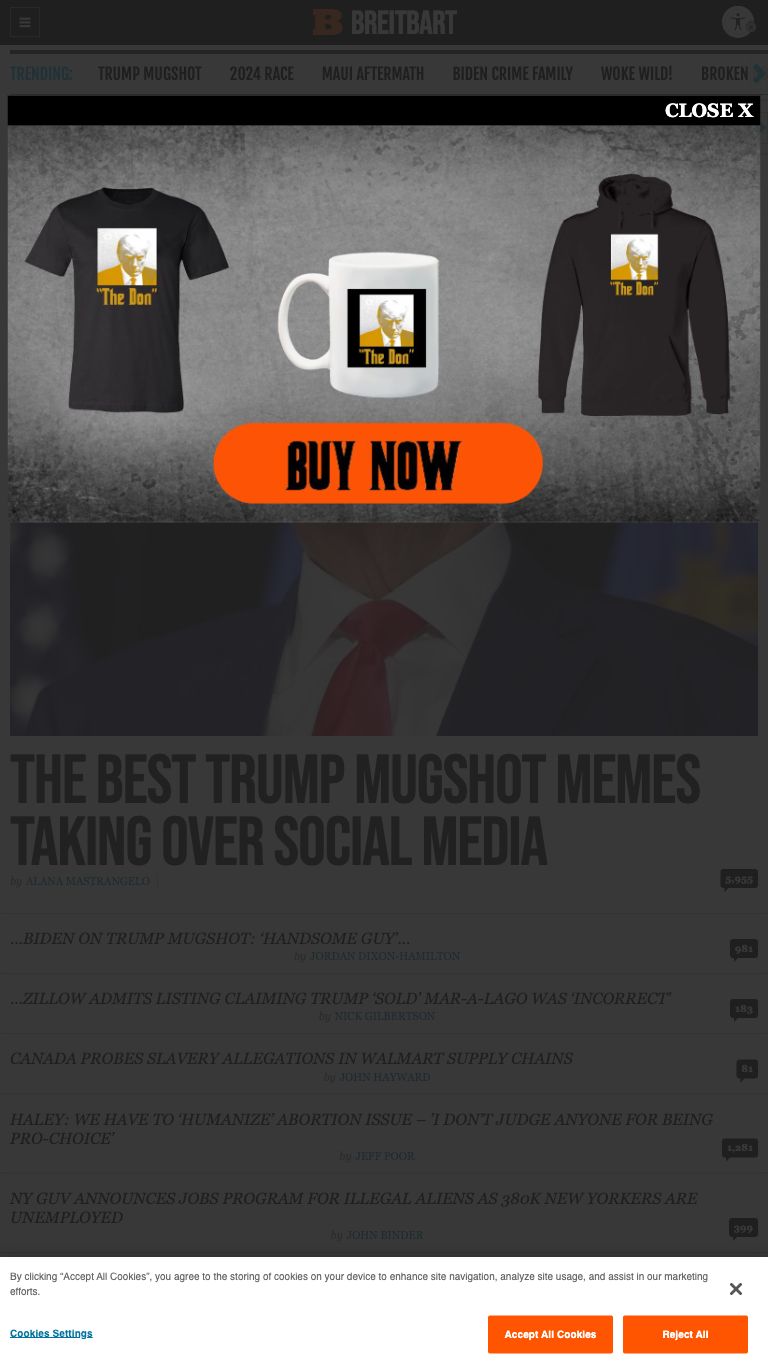 BREITBART
TRENDING:
TRUMP MUGSHOT
2024 RACE
MAUI AFTERMATH
BIDEN CRIME FAMILY
WOKE WILD!
BROKEN
CLOSE X
"The Don"
"The Don"
"The Don"
BUY NOW
THE BEST TRUMP MUGSHOT MEMES
TAKING OVER SOCIAL MEDIA
by ALANA MASTRANGELO
5,955
…BIDEN ON TRUMP MUGSHOT: ‘HANDSOME GUY’…
by JORDAN DIXON-HAMILTON
981
…ZILLOW ADMITS LISTING CLAIMING TRUMP ‘SOLD’ MAR-A-LAGO WAS ‘INCORRECT’
by NICK GILBERTSON
183
CANADA PROBES SLAVERY ALLEGATIONS IN WALMART SUPPLY CHAINS
by JOHN HAYWARD
81
HALEY: WE HAVE TO ‘HUMANIZE’ ABORTION ISSUE – 'I DON’T JUDGE ANYONE FOR BEING
PRO-CHOICE’
by JEFF POOR
1,281
NY GUV ANNOUNCES JOBS PROGRAM FOR ILLEGAL ALIENS AS 380K NEW YORKERS ARE
UNEMPLOYED
by JOHN BINDER
399
By clicking “Accept All Cookies”, you agree to the storing of cookies on your device to enhance site navigation, analyze site usage, and assist in our marketing
efforts.
Cookies Settings
Accept All Cookies
Reject All